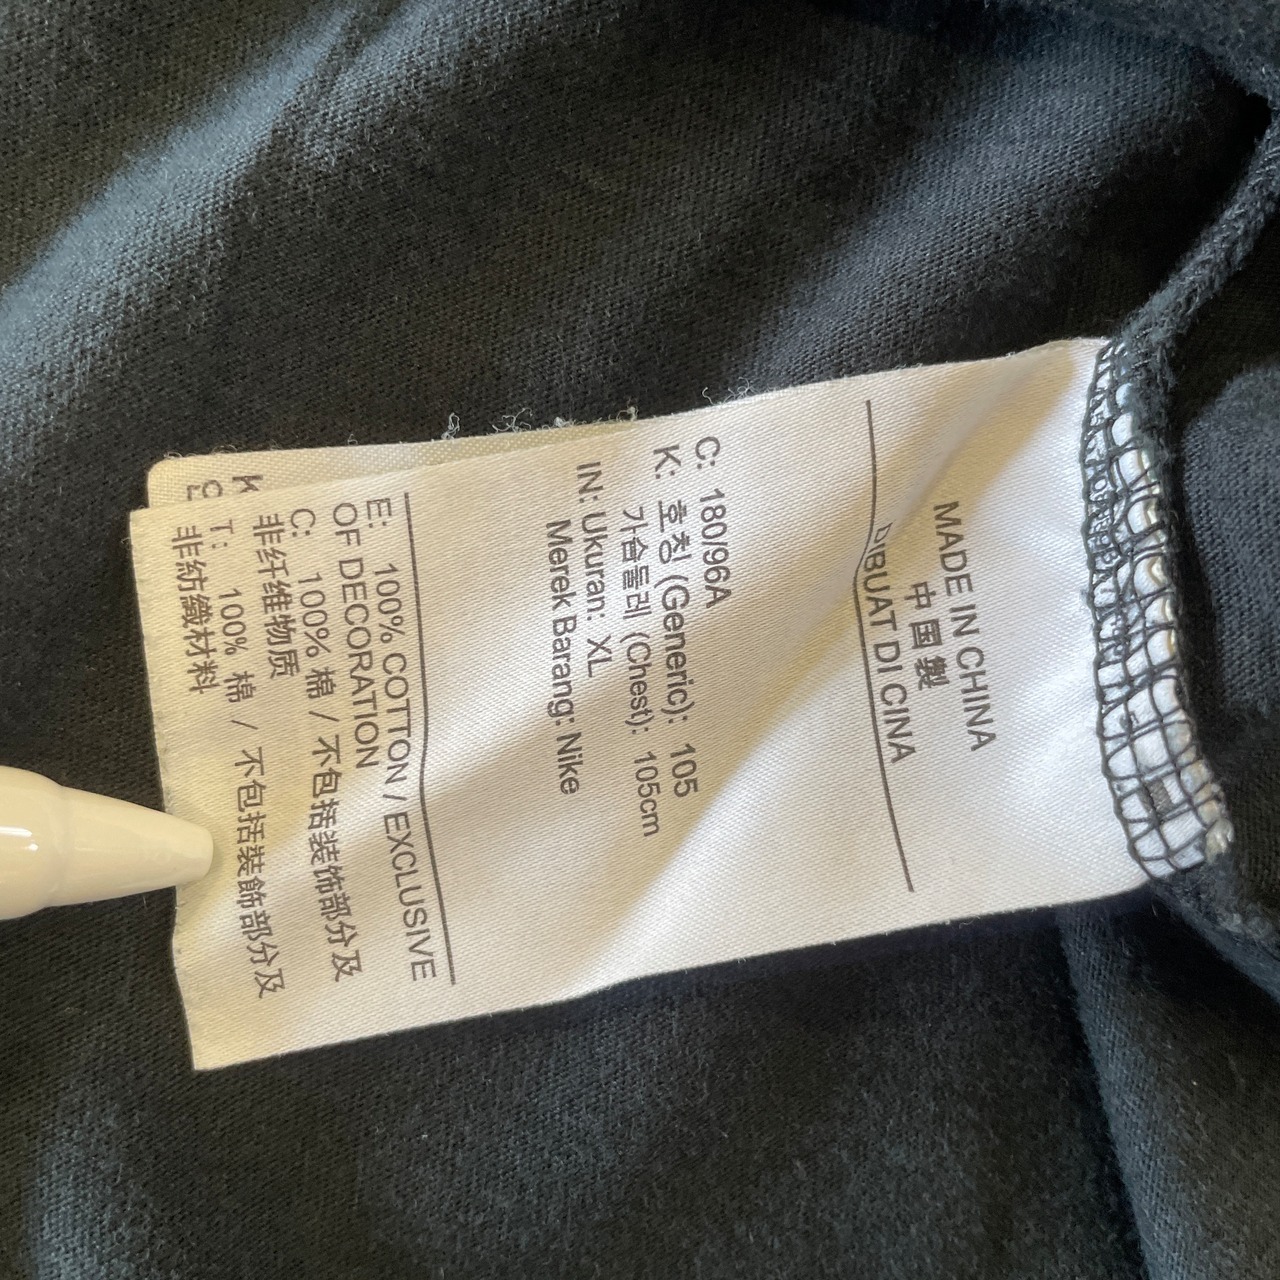 MADE IN CHINA
中国製
DIBUAT DI CINA
C: 180/96A
K: 호칭 (Generic): 105
가슴둘레 (Chest): 105cm
IN: Ukuran: XL
Merek Barang: Nike
E: 100% COTTON / EXCLUSIVE
OF DECORATION
C: 100% 棉 / 不包括装饰部分及
非纤维物质
T: 100% 棉 / 不包括裝飾部分及
非紡織材料